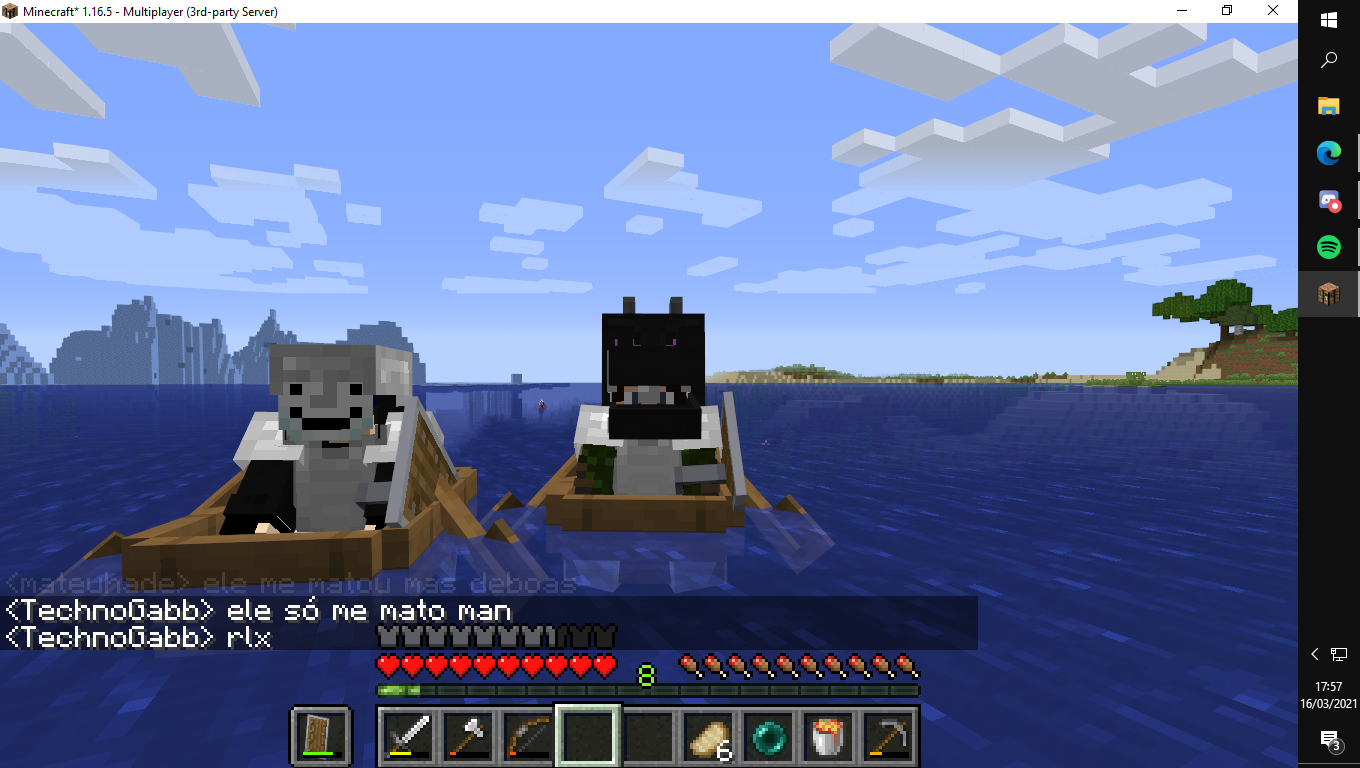 Minecraft* 1.16.5 - Multiplayer (3rd-party Server)
<mateuhade> ele me matou mas deboas
<TechnoGabb> ele só me mato man
<TechnoGabb> rlx
8
6
17:57
16/03/2021
3